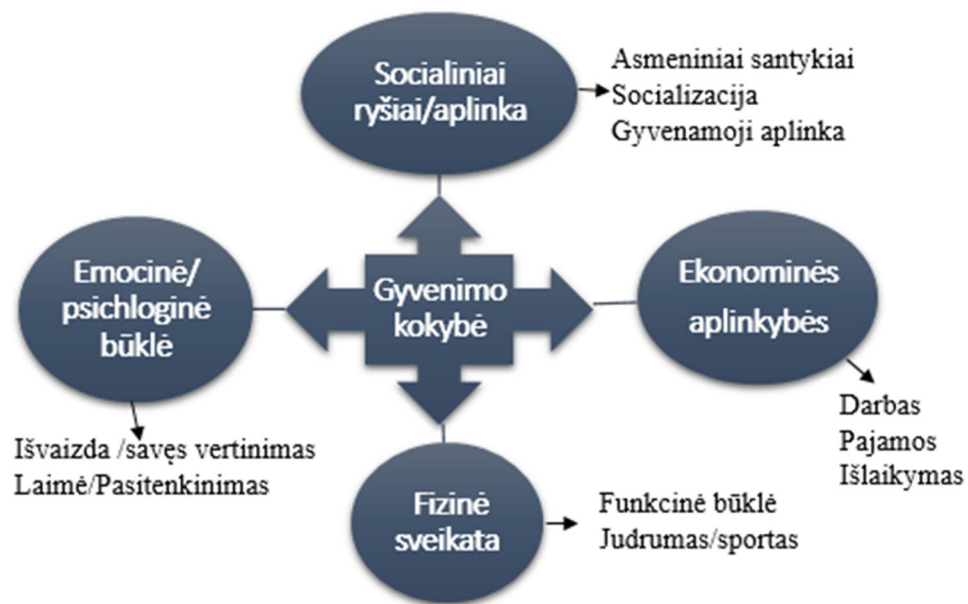 Socialiniai
ryšiai/aplinka
Asmeniniai santykiai
Socializacija
Gyvenamoji aplinka
Emocinė/
psichloginė
būklė
Gyvenimo
kokybė
Ekonominės
aplinkybės
Išvaizda /savęs vertinimas
Laimė/Pasitenkinimas
Darbas
Pajamos
Išlaikymas
Fizinė
sveikata
Funkcinė būklė
Judrumas/sportas